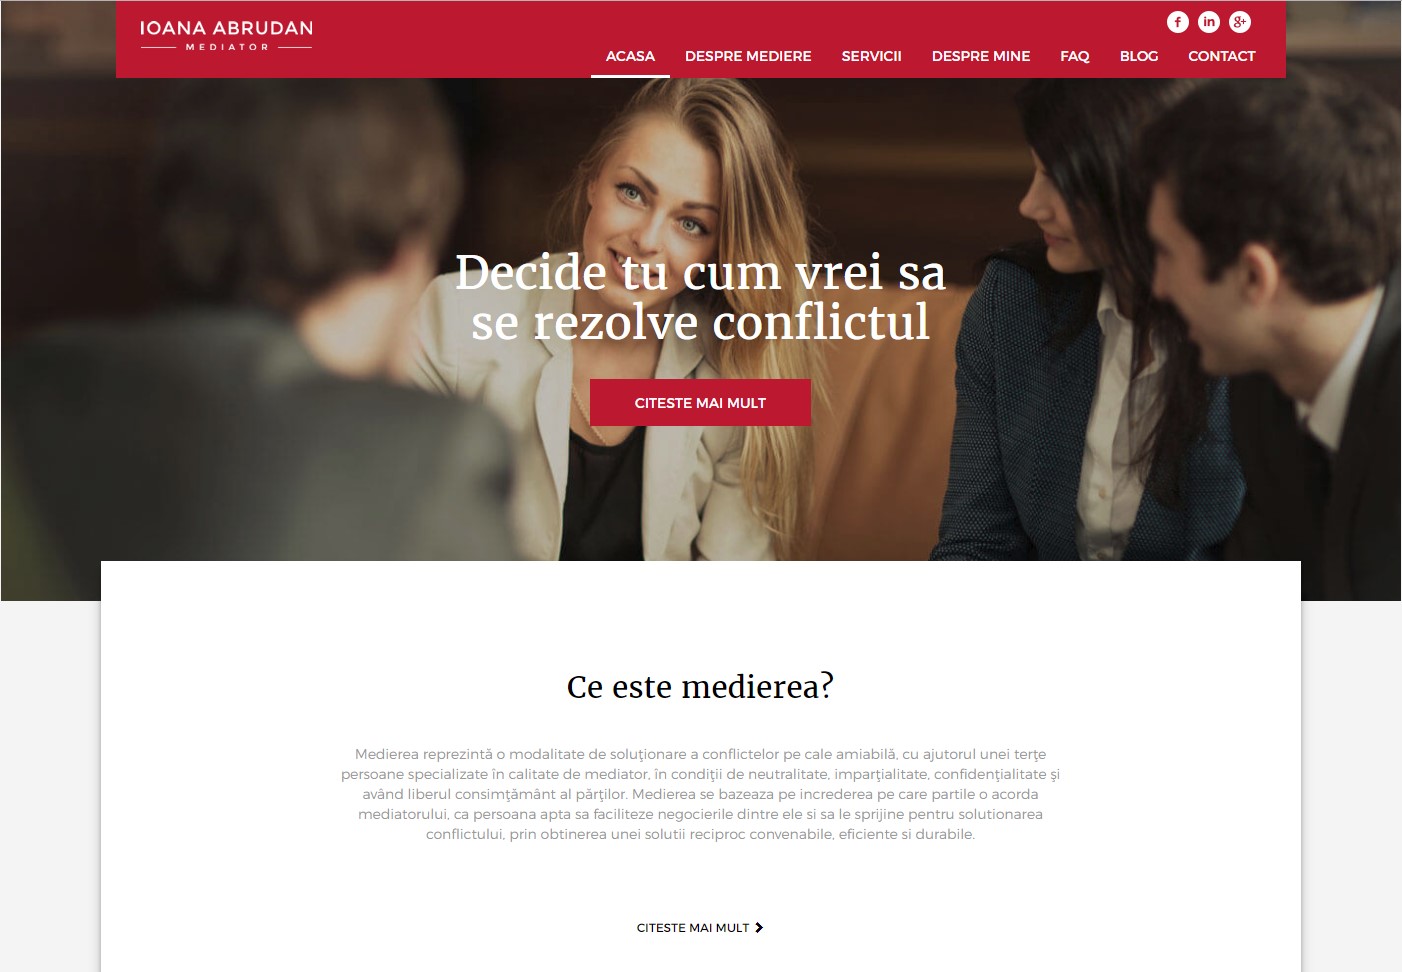 IOANA ABRUDAN
MEDIATOR
f in g+
ACASA DESPRE MEDIERE SERVICII DESPRE MINE FAQ BLOG CONTACT
Decide tu cum vrei sa
se rezolve conflictul
CITESTE MAI MULT
Ce este medierea?
Medierea reprezintă o modalitate de soluţionare a conflictelor pe cale amiabilă, cu ajutorul unei terţe
persoane specializate în calitate de mediator, în condiţii de neutralitate, imparţialitate, confidenţialitate şi
având liberul consimţământ al părţilor. Medierea se bazeaza pe increderea pe care partile o acorda
mediatorului, ca persoana apta sa faciliteze negocierile dintre ele si sa le sprijine pentru solutionarea
conflictului, prin obtinerea unei solutii reciproc convenabile, eficiente si durabile.
CITESTE MAI MULT